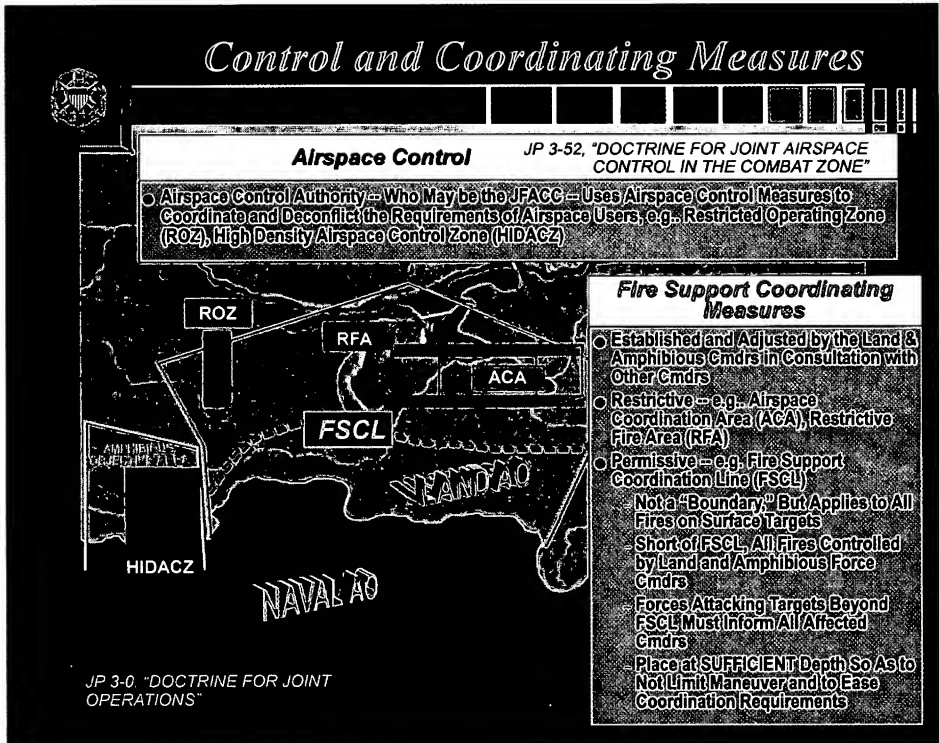 Control and Coordinating Measures
Airspace Control
JP 3-52, "DOCTRINE FOR JOINT AIRSPACE
CONTROL IN THE COMBAT ZONE"
Airspace Control Authority -- Who May be the JFACC -- Uses Airspace Control Measures to
Coordinate and Deconflict the Requirements of Airspace Users, e.g.. Restricted Operating Zone
(ROZ), High Density Airspace Control Zone (HIDACZ)
ROZ
RFA
ACA
FSCL
AMPHIBIOUS
OBJECTIVE AREA
LAND AO
HIDACZ
NAVAL AO
JP 3-0, "DOCTRINE FOR JOINT
OPERATIONS"
Fire Support Coordinating
Measures
Established and Adjusted by the Land &
Amphibious Cmdrs in Consultation with
Other Cmdrs
Restrictive -- e.g.. Airspace
Coordination Area (ACA), Restrictive
Fire Area (RFA)
Permissive -- e.g. Fire Support
Coordination Line (FSCL)
- Not a "Boundary," But Applies to All
Fires on Surface Targets
- Short of FSCL, All Fires Controlled
by Land and Amphibious Force
Cmdrs
- Forces Attacking Targets Beyond
FSCL Must Inform All Affected
Cmdrs
- Place at SUFFICIENT Depth So As to
Not Limit Maneuver and to Ease
Coordination Requirements